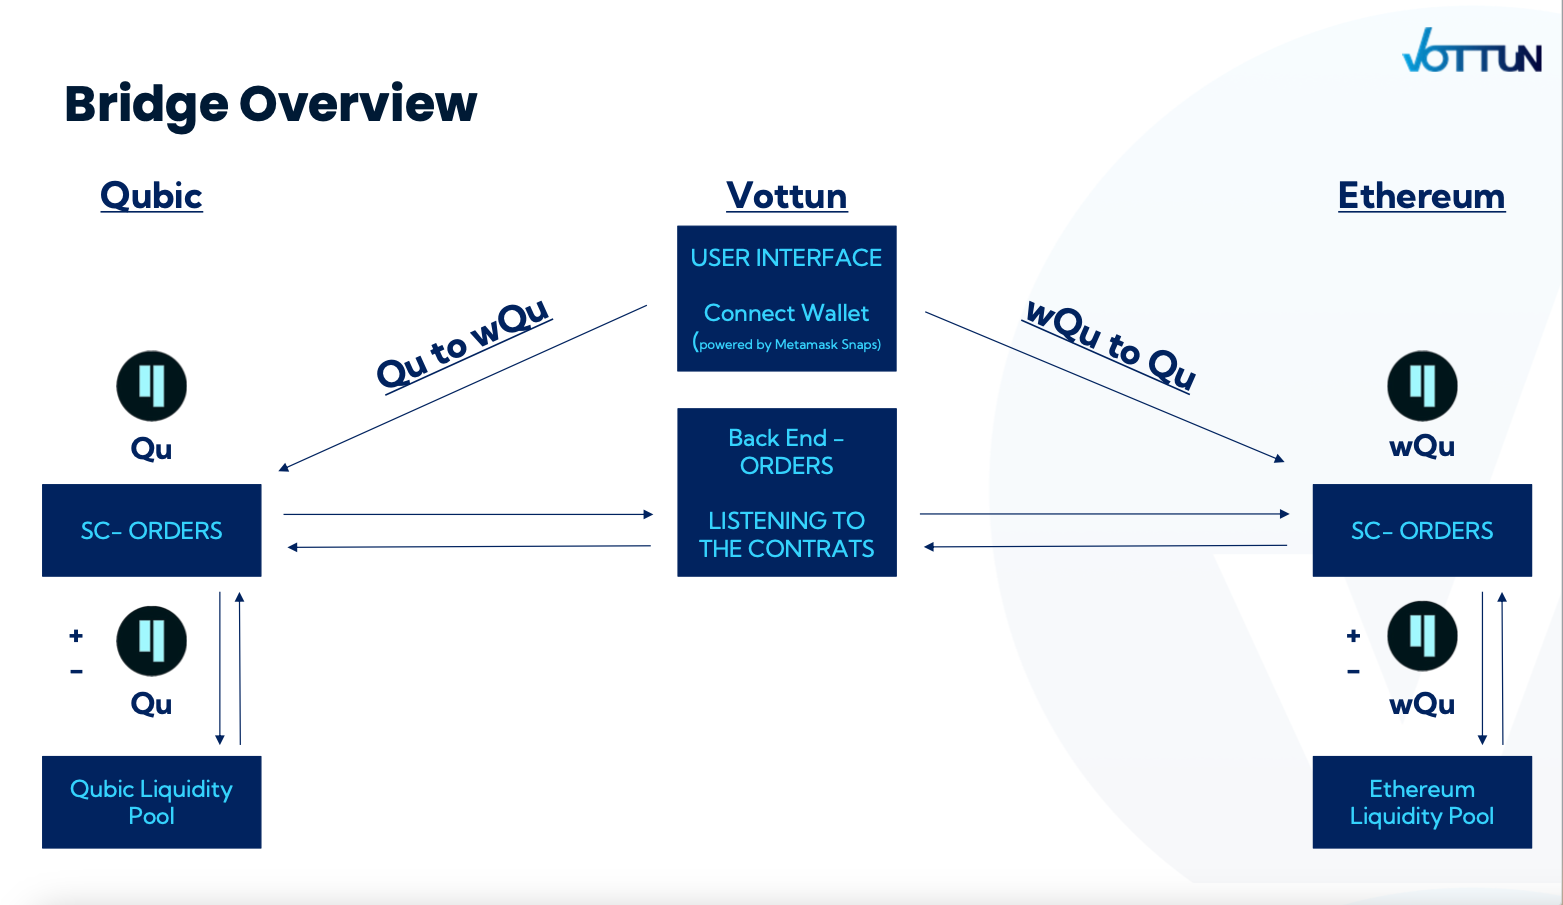 VOTTUN
Bridge Overview
Qubic
Vottun
Ethereum
USER INTERFACE
Connect Wallet
(powered by Metamask Snaps)
Qu to wQu
wQu to Qu
Qu
wQu
Back End -
ORDERS
LISTENING TO
THE CONTRATS
SC- ORDERS
SC- ORDERS
+
-
Qu
+
-
wQu
Qubic Liquidity
Pool
Ethereum
Liquidity Pool